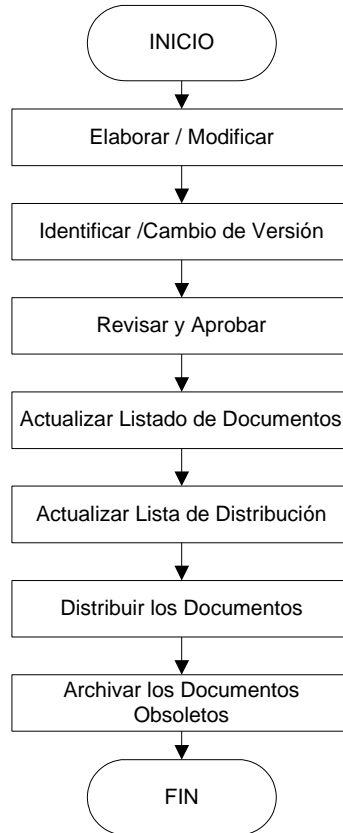 INICIO
Elaborar / Modificar
Identificar /Cambio de Versión
Revisar y Aprobar
Actualizar Listado de Documentos
Actualizar Lista de Distribución
Distribuir los Documentos
Archivar los Documentos
Obsoletos
FIN